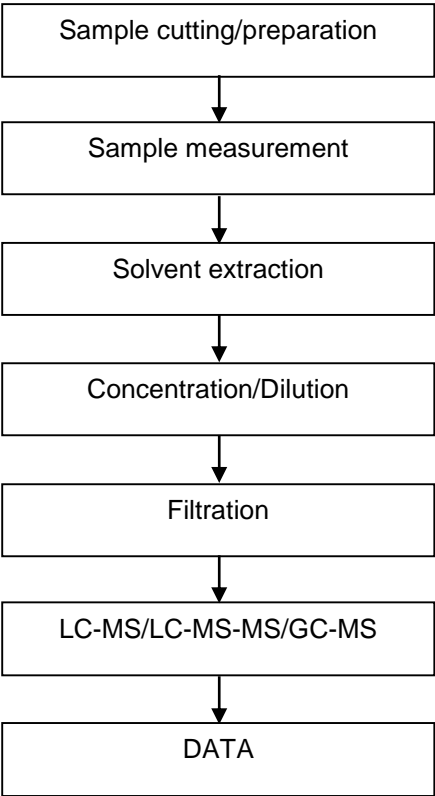 Sample cutting/preparation
Sample measurement
Solvent extraction
Concentration/Dilution
Filtration
LC-MS/LC-MS-MS/GC-MS
DATA